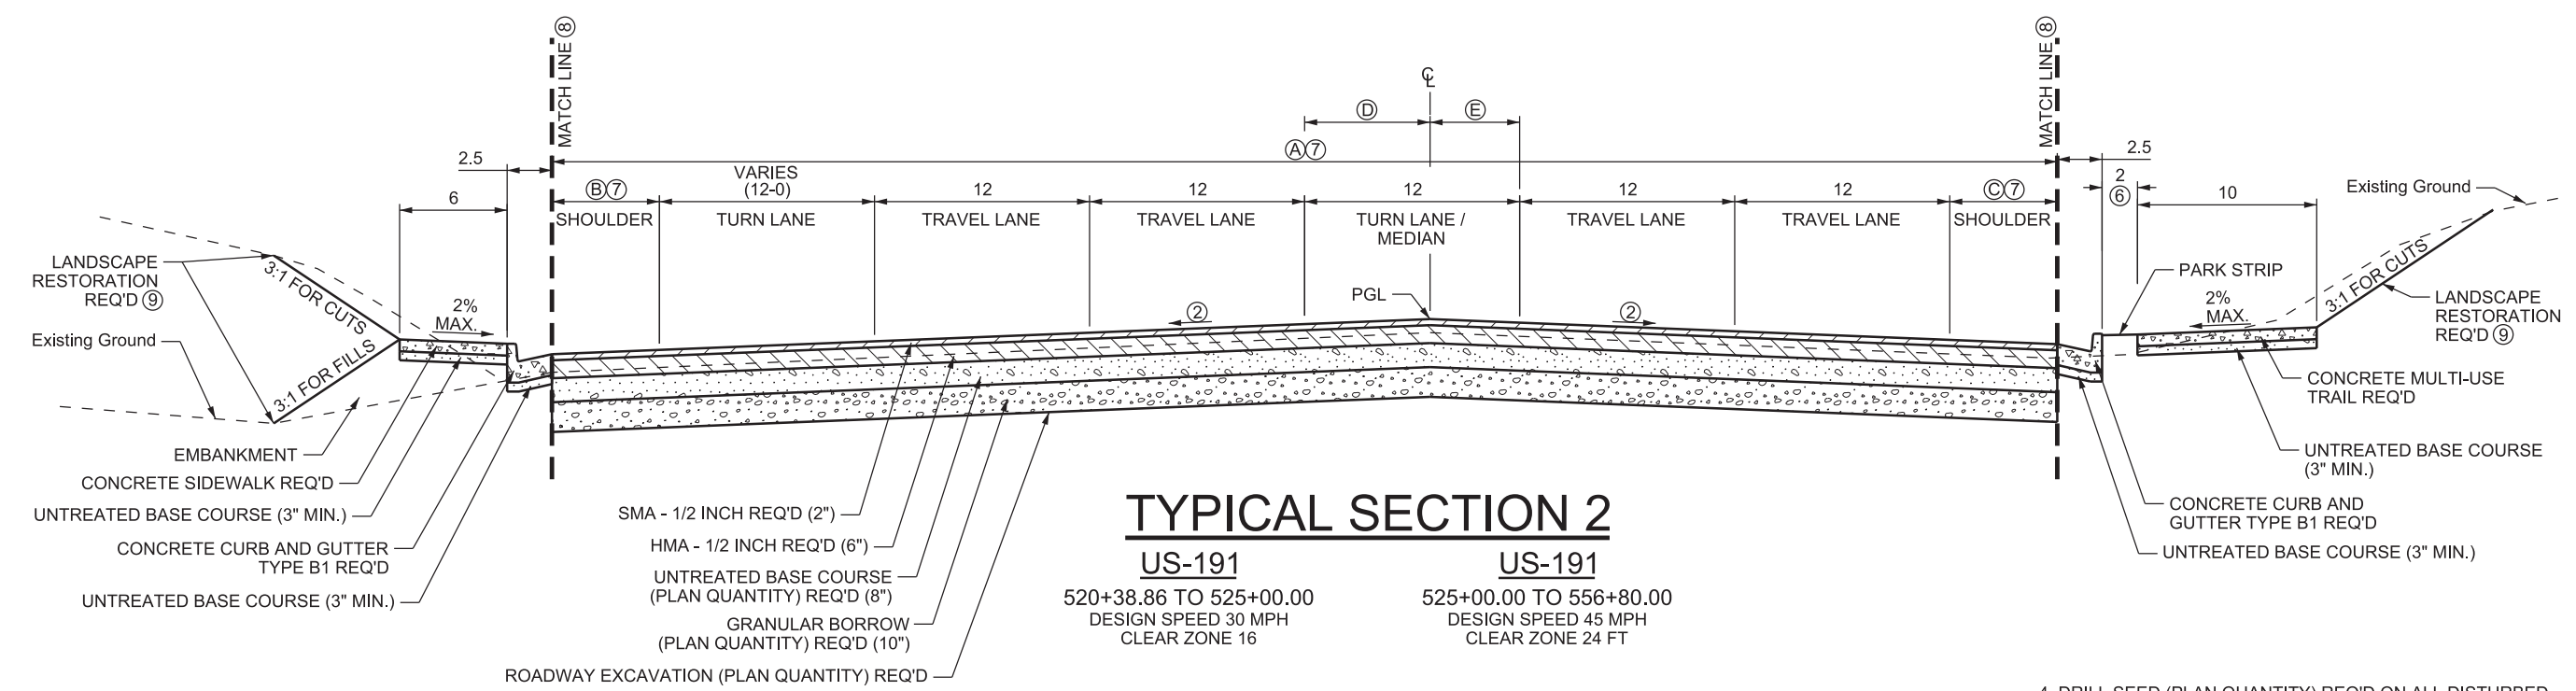 MATCH LINE ⑧
MATCH LINE ⑧
℄
Ⓓ
Ⓔ
Ⓐ⑦
2.5
2.5
6
Ⓑ⑦
SHOULDER
VARIES
(12-0)
TURN LANE
12
TRAVEL LANE
12
TRAVEL LANE
12
TURN LANE /
MEDIAN
12
TRAVEL LANE
12
TRAVEL LANE
Ⓒ⑦
SHOULDER
2
⑥
10
Existing Ground
LANDSCAPE
RESTORATION
REQ'D ⑨
3:1 FOR CUTS
2%
MAX.
Existing Ground
3:1 FOR FILLS
②
PGL
②
PARK STRIP
2%
MAX.
3:1 FOR CUTS
LANDSCAPE
RESTORATION
REQ'D ⑨
CONCRETE MULTI-USE
TRAIL REQ'D
UNTREATED BASE COURSE
(3" MIN.)
CONCRETE CURB AND
GUTTER TYPE B1 REQ'D
UNTREATED BASE COURSE (3" MIN.)
EMBANKMENT
CONCRETE SIDEWALK REQ'D
UNTREATED BASE COURSE (3" MIN.)
CONCRETE CURB AND GUTTER
TYPE B1 REQ'D
UNTREATED BASE COURSE (3" MIN.)
SMA - 1/2 INCH REQ'D (2")
HMA - 1/2 INCH REQ'D (6")
UNTREATED BASE COURSE
(PLAN QUANTITY) REQ'D (8")
GRANULAR BORROW
(PLAN QUANTITY) REQ'D (10")
ROADWAY EXCAVATION (PLAN QUANTITY) REQ'D
TYPICAL SECTION 2
US-191
520+38.86 TO 525+00.00
DESIGN SPEED 30 MPH
CLEAR ZONE 16
US-191
525+00.00 TO 556+80.00
DESIGN SPEED 45 MPH
CLEAR ZONE 24 FT
4. DRILL SEED (PLAN QUANTITY) REQ'D ON ALL DISTURBED